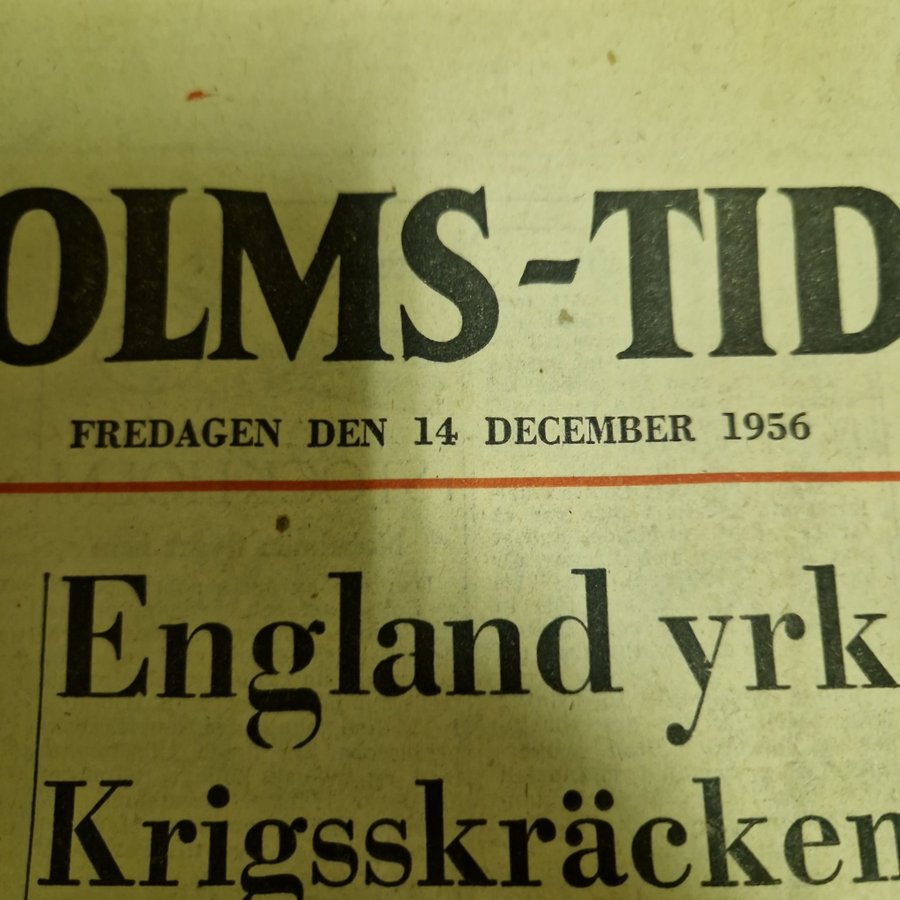 OLMS-TID
FREDAGEN DEN 14 DECEMBER 1956
England yrk
Krigsskräcken